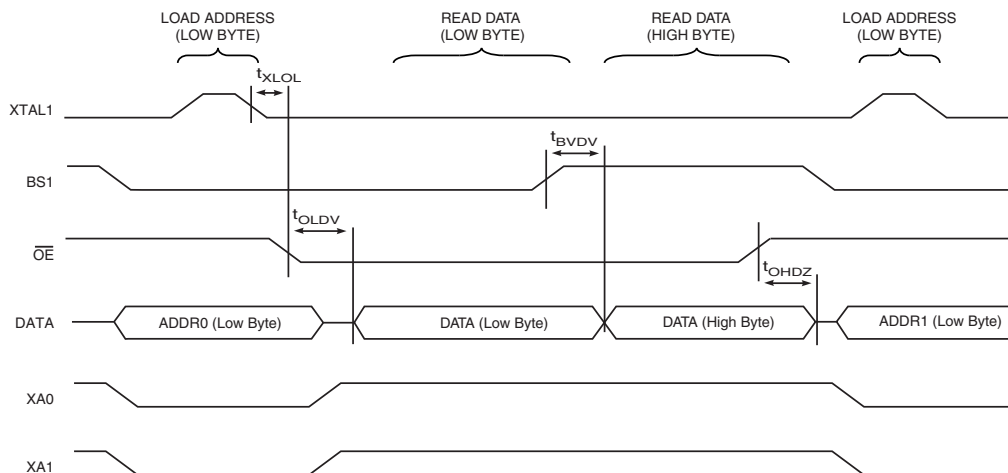 LOAD ADDRESS
(LOW BYTE)
READ DATA
(LOW BYTE)
READ DATA
(HIGH BYTE)
LOAD ADDRESS
(LOW BYTE)
tXLOL
XTAL1
tBVDV
BS1
tOLDV
OE
tOHDZ
DATA
ADDR0 (Low Byte)
DATA (Low Byte)
DATA (High Byte)
ADDR1 (Low Byte)
XA0
XA1